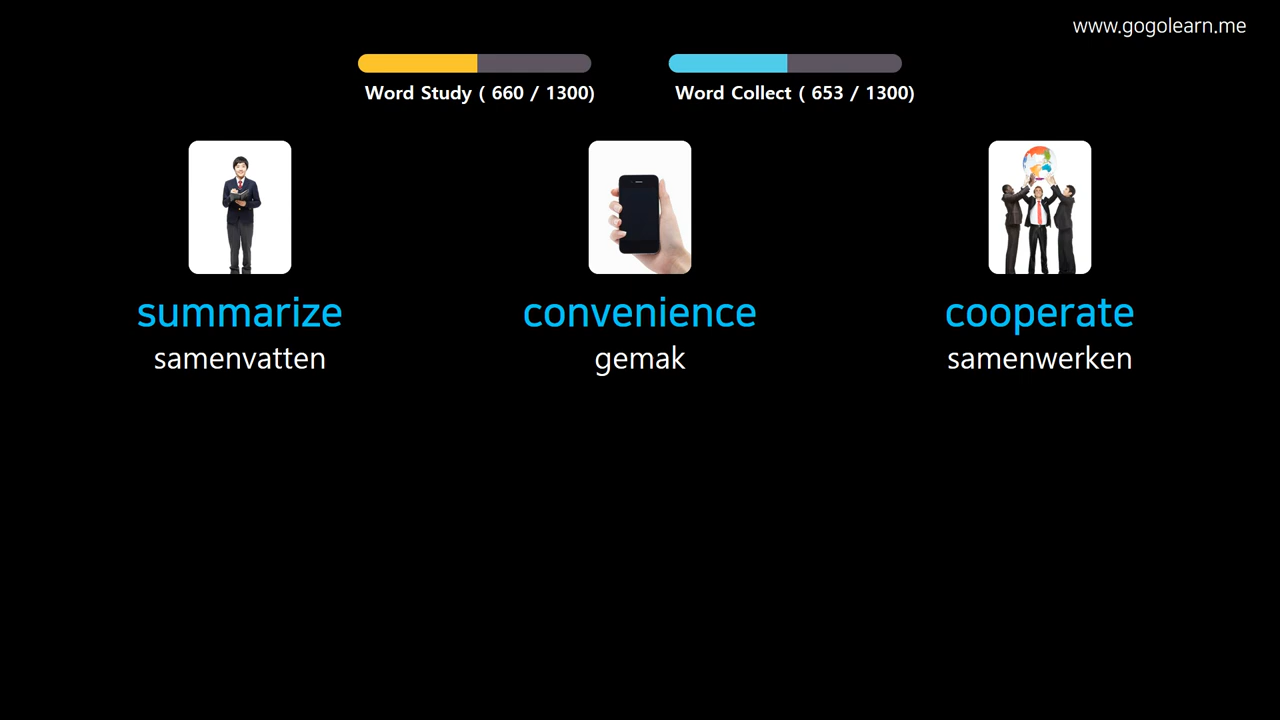 www.gogolearn.me
Word Study ( 660 / 1300)
Word Collect ( 653 / 1300)
summarize
samenvatten
convenience
gemak
cooperate
samenwerken